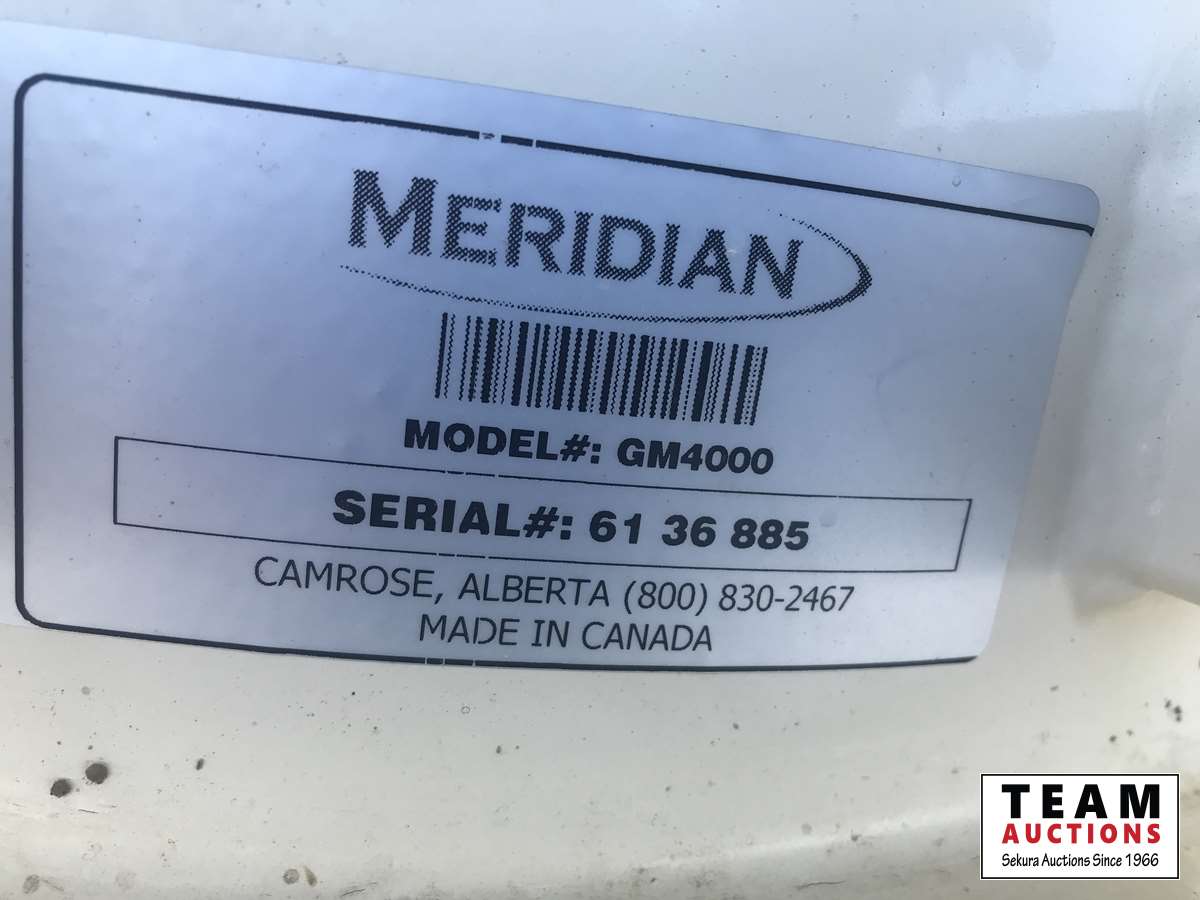 MERIDIAN
MODEL#: GM4000
SERIAL#: 61 36 885
CAMROSE, ALBERTA (800) 830-2467
MADE IN CANADA
TEAM
AUCTIONS
Sekura Auctions Since 1966